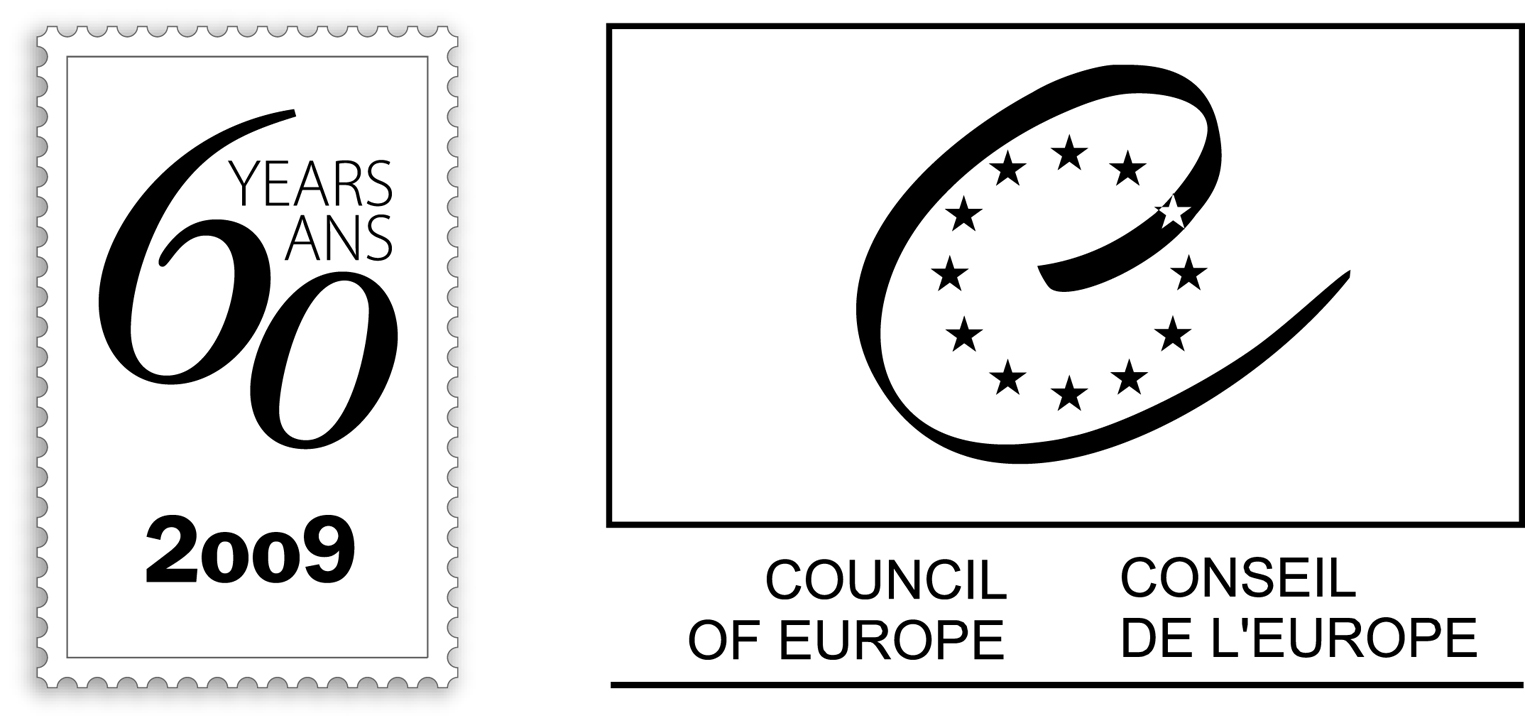 60
YEARS
ANS
2009
COUNCIL
OF EUROPE
CONSEIL
DE L'EUROPE